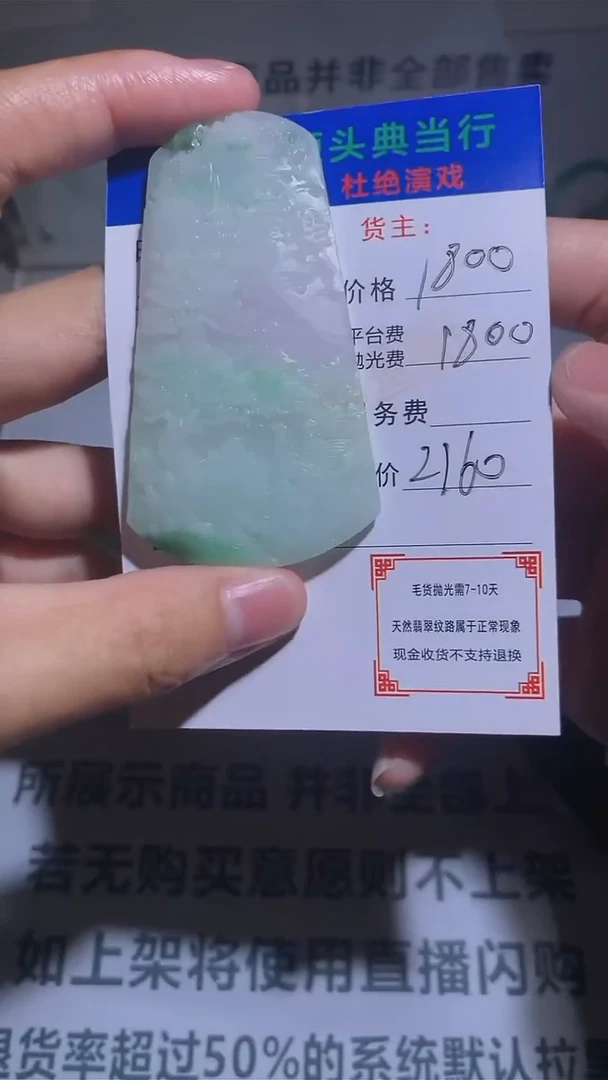 品并非全部售卖
头典当行
杜绝演戏
货主：
价格 1800
平台费
抛光费 1800
务费
价 2160
毛货抛光需7-10天
天然翡翠纹路属于正常现象
现金收货不支持退换
所展示商品 并非全部上
若无购买意愿则不上架
如上架将使用直播闪购
退货率超过50%的系统默认拉